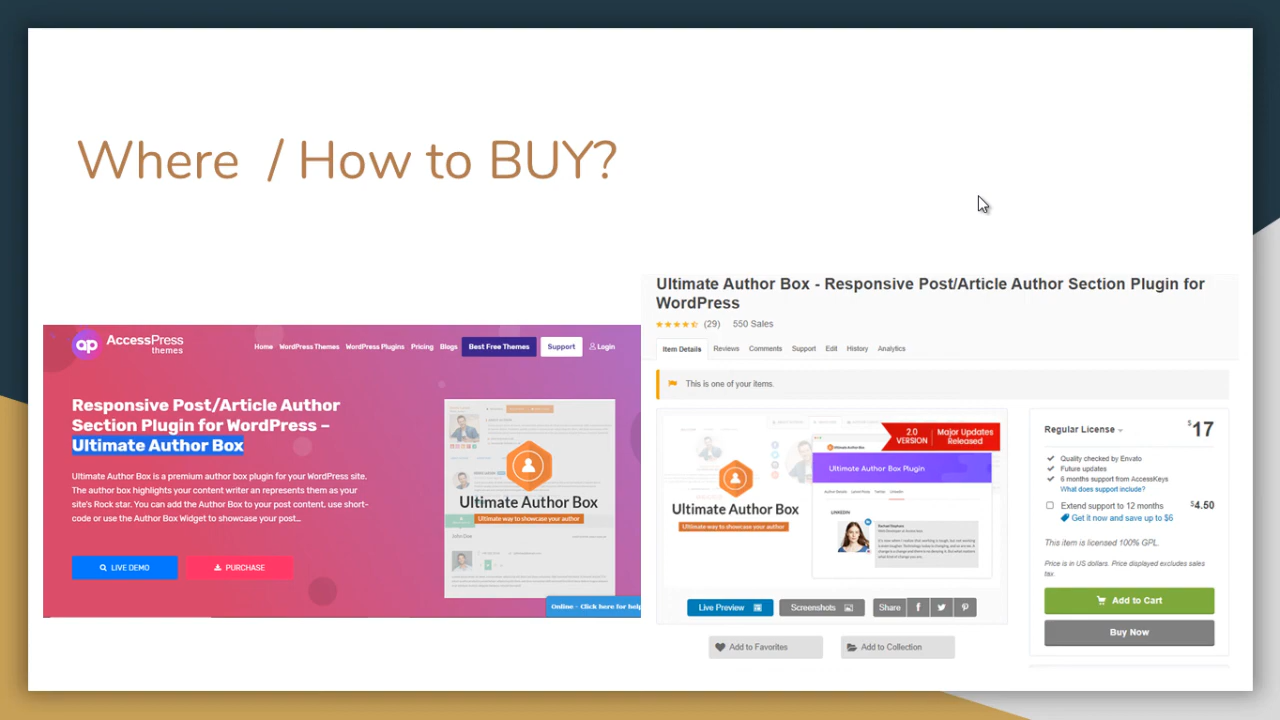 Where / How to BUY?
AccessPress
themes
Home WordPress Themes WordPress Plugins Pricing Blogs Best Free Themes Support Login
Responsive Post/Article Author
Section Plugin for WordPress –
Ultimate Author Box
Ultimate Author Box is a premium author box plugin for your WordPress site.
The author box highlights your content writer an represents them as your
site's Rock star. You can add the Author Box to your post content, use short-
code or use the Author Box Widget to showcase your post...
LIVE DEMO PURCHASE
Ultimate Author Box
Ultimate way to showcase your author
John Doe
Online - Click here for help
Ultimate Author Box - Responsive Post/Article Author Section Plugin for
WordPress
(29) 550 Sales
Item Details Reviews Comments Support Edit History Analytics
This is one of your items.
2.0
VERSION
Major Updates
Released
Ultimate Author Box Plugin
Ultimate Author Box
Ultimate way to showcase your author
LINKEDIN
Live Preview Screenshots Share
Add to Favorites Add to Collection
Regular License $17
Quality checked by Envato
Future updates
6 months support from AccessKeys
What does support include?
Extend support to 12 months $4.50
Get it now and save up to $6
This item is licensed 100% GPL.
Price is in US dollars. Price displayed excludes sales
tax.
Add to Cart
Buy Now